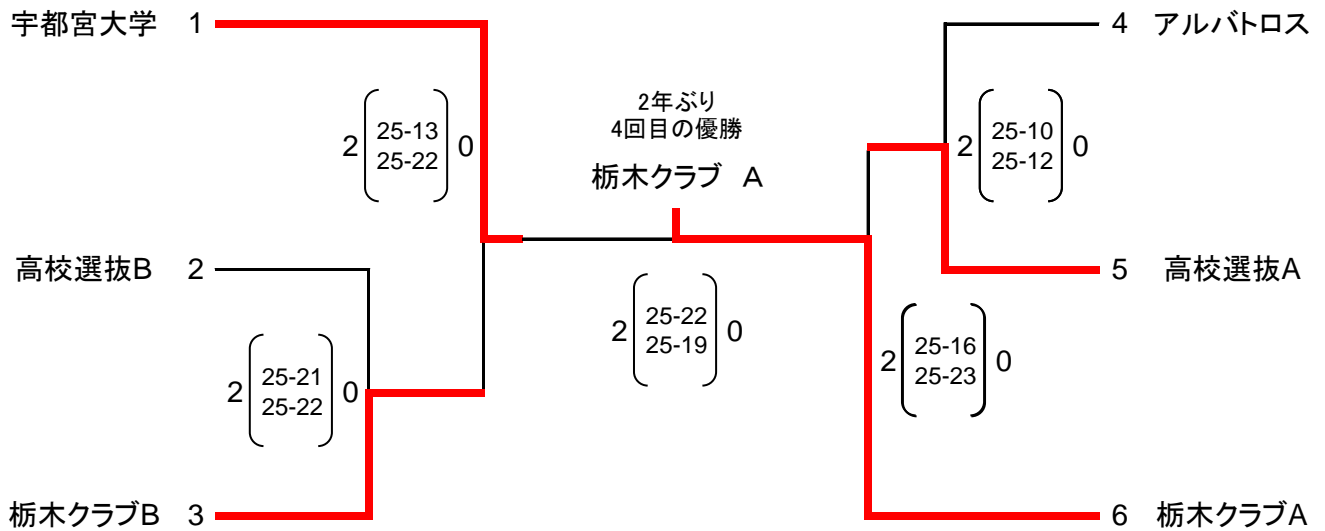 宇都宮大学 1
4 アルバトロス
2年ぶり
4回目の優勝
栃木クラブ A
2 25-13 0
25-22
2 25-10 0
25-12
高校選抜B 2
5 高校選抜A
2 25-22 0
25-19
2 25-16 0
25-23
2 25-21 0
25-22
栃木クラブB 3
6 栃木クラブA